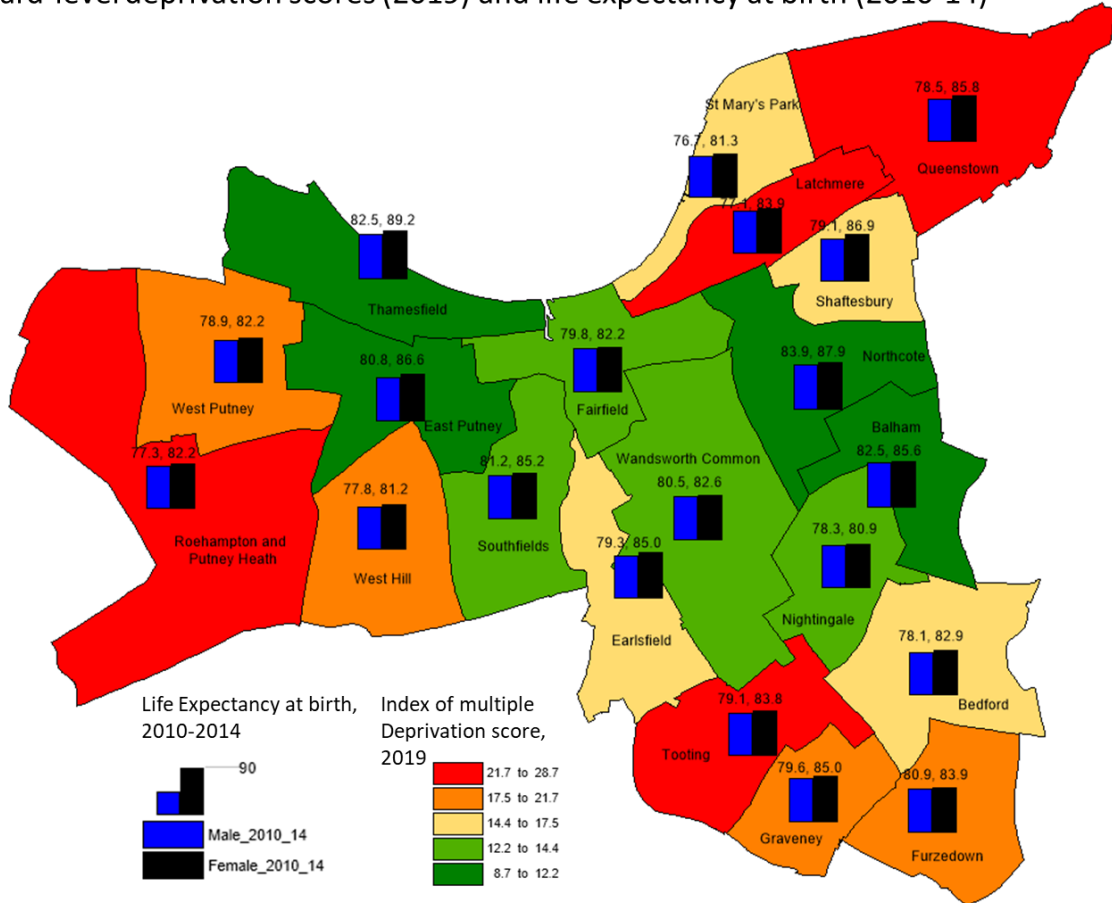 ard-level deprivation scores (2019) and life expectancy at birth (2010-14)
St Mary's Park
78.5, 85.8
76.7, 81.3
Queenstown
Latchmere
77.1, 83.9
79.1, 86.9
Shaftesbury
82.5, 89.2
Thamesfield
78.9, 82.2
79.8, 82.2
83.9, 87.9
Northcote
80.8, 86.6
West Putney
Fairfield
East Putney
Balham
77.3, 82.2
81.2, 85.2
Wandsworth Common
82.5, 85.6
80.5, 82.6
77.8, 81.2
78.3, 80.9
Roehampton and
Putney Heath
Southfields
79.3, 85.0
West Hill
Nightingale
Earlsfield
78.1, 82.9
Bedford
79.1, 83.8
Tooting
79.6, 85.0
80.9, 83.9
Graveney
Furzedown
Life Expectancy at birth,
2010-2014
90
Male_2010_14
Female_2010_14
Index of multiple
Deprivation score,
2019
21.7 to 28.7
17.5 to 21.7
14.4 to 17.5
12.2 to 14.4
8.7 to 12.2